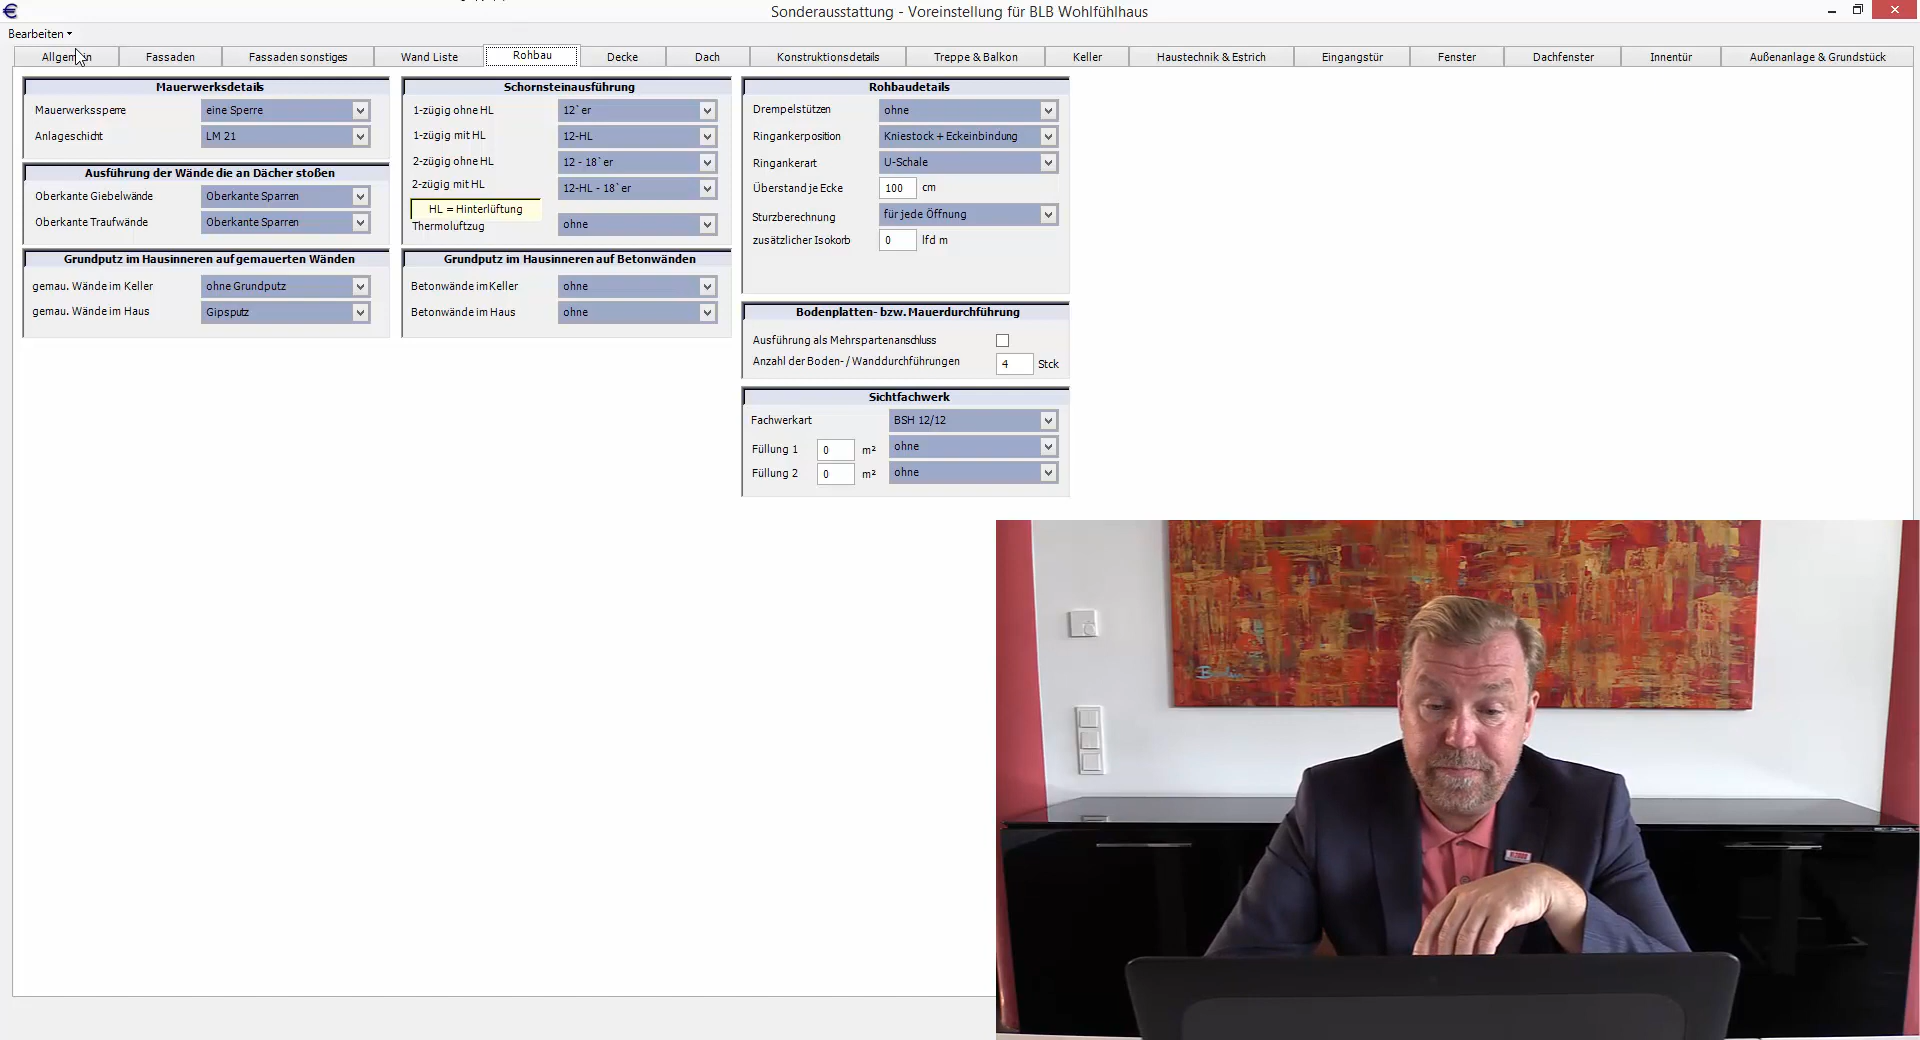 Sonderausstattung - Voreinstellung für BLB Wohlfühlhaus
Bearbeiten
Allgemein
Fassaden
Fassaden sonstiges
Wand Liste
Rohbau
Decke
Dach
Konstruktionsdetails
Treppe & Balkon
Keller
Haustechnik & Estrich
Eingangstür
Fenster
Dachfenster
Innentür
Außenanlage & Grundstück
Mauerwerksdetails
Mauerwerkssperre eine Sperre
Anlageschicht LM 21
Ausführung der Wände die an Dächer stoßen
Oberkante Giebelwände Oberkante Sparren
Oberkante Traufwände Oberkante Sparren
Grundputz im Hausinneren auf gemauerten Wänden
gemau. Wände im Keller ohne Grundputz
gemau. Wände im Haus Gipsputz
Schornsteinausführung
1-zügig ohne HL 12`er
1-zügig mit HL 12-HL
2-zügig ohne HL 12 - 18`er
2-zügig mit HL 12-HL - 18`er
HL = Hinterlüftung
Thermoluftzug ohne
Grundputz im Hausinneren auf Betonwänden
Betonwände im Keller ohne
Betonwände im Haus ohne
Rohbaudetails
Drempelstützen ohne
Ringankerposition Kniestock + Eckeinbindung
Ringankerart U-Schale
Überstand je Ecke 100 cm
Sturzberechnung für jede Öffnung
zusätzlicher Isokorb 0 lfd m
Bodenplatten- bzw. Mauerdurchführung
Ausführung als Mehrspartenanschluss
Anzahl der Boden- / Wanddurchführungen 4 Stck
Sichtfachwerk
Fachwerkart BSH 12/12
Füllung 1 0 m² ohne
Füllung 2 0 m² ohne